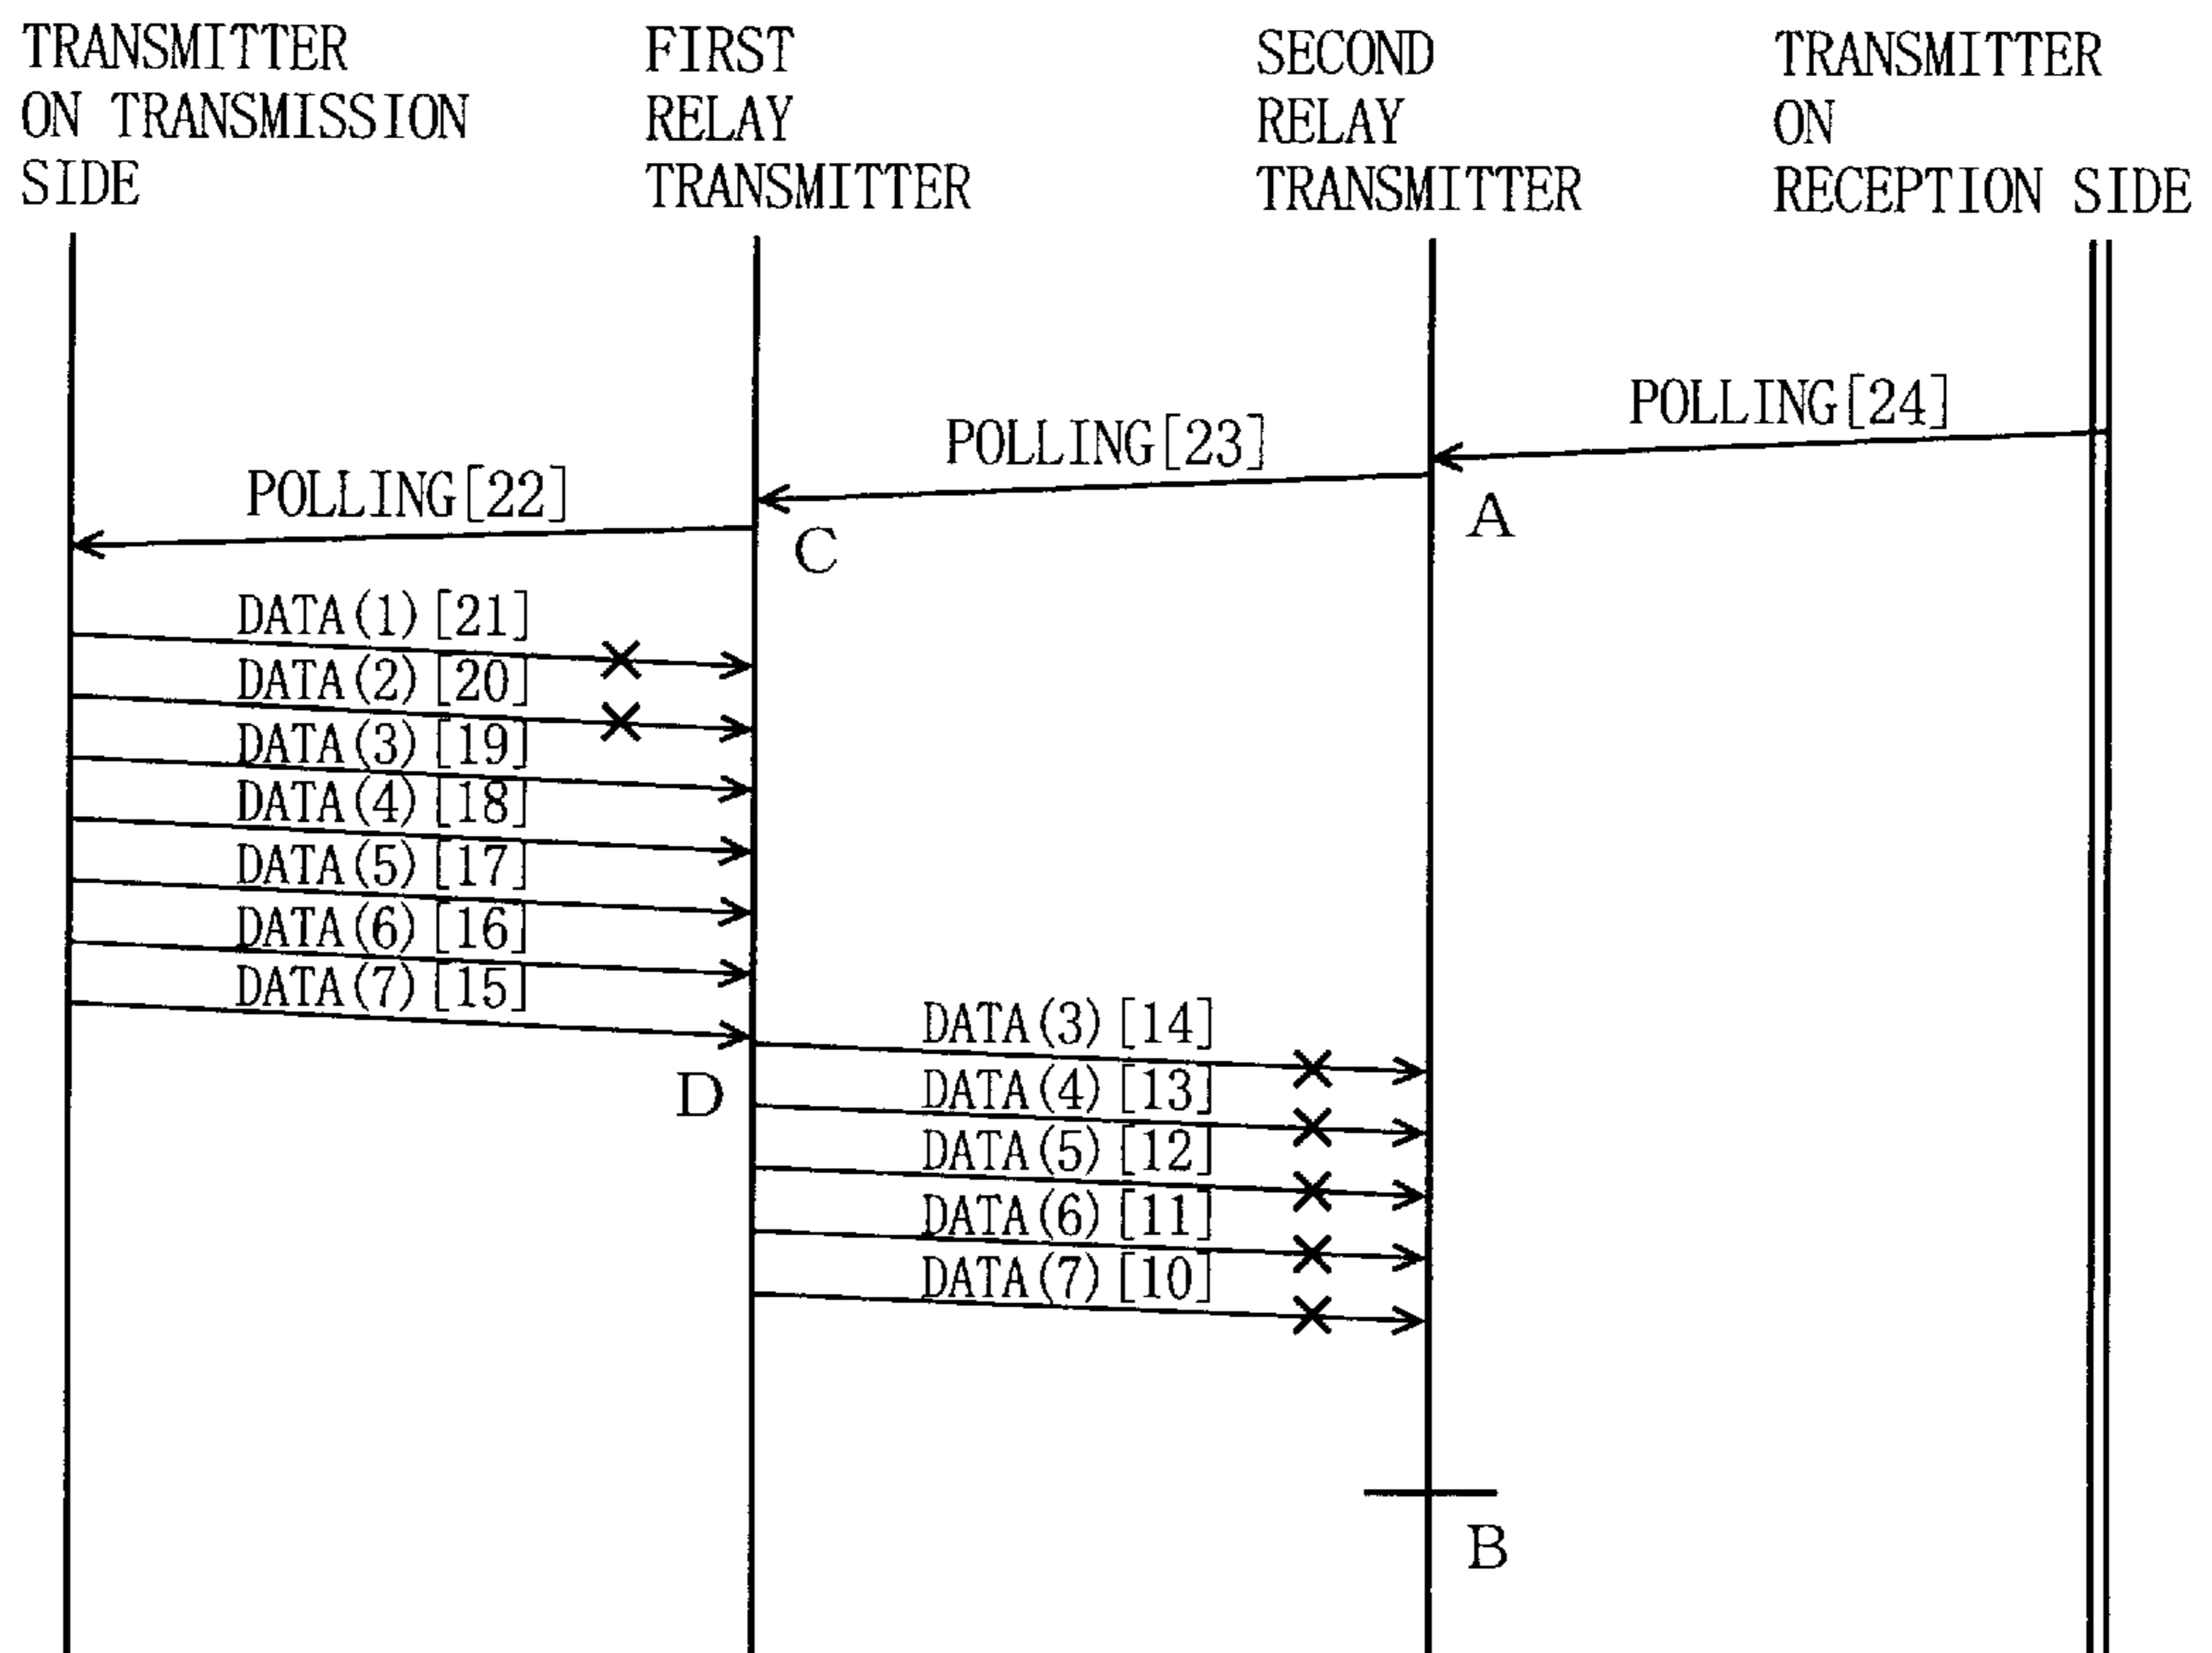 TRANSMITTER
ON TRANSMISSION
SIDE
FIRST
RELAY
TRANSMITTER
SECOND
RELAY
TRANSMITTER
TRANSMITTER
ON
RECEPTION SIDE
POLLING[24]
POLLING[23]
POLLING[22]
A
C
DATA(1)[21]
DATA(2)[20]
DATA(3)[19]
DATA(4)[18]
DATA(5)[17]
DATA(6)[16]
DATA(7)[15]
D
DATA(3)[14]
DATA(4)[13]
DATA(5)[12]
DATA(6)[11]
DATA(7)[10]
B